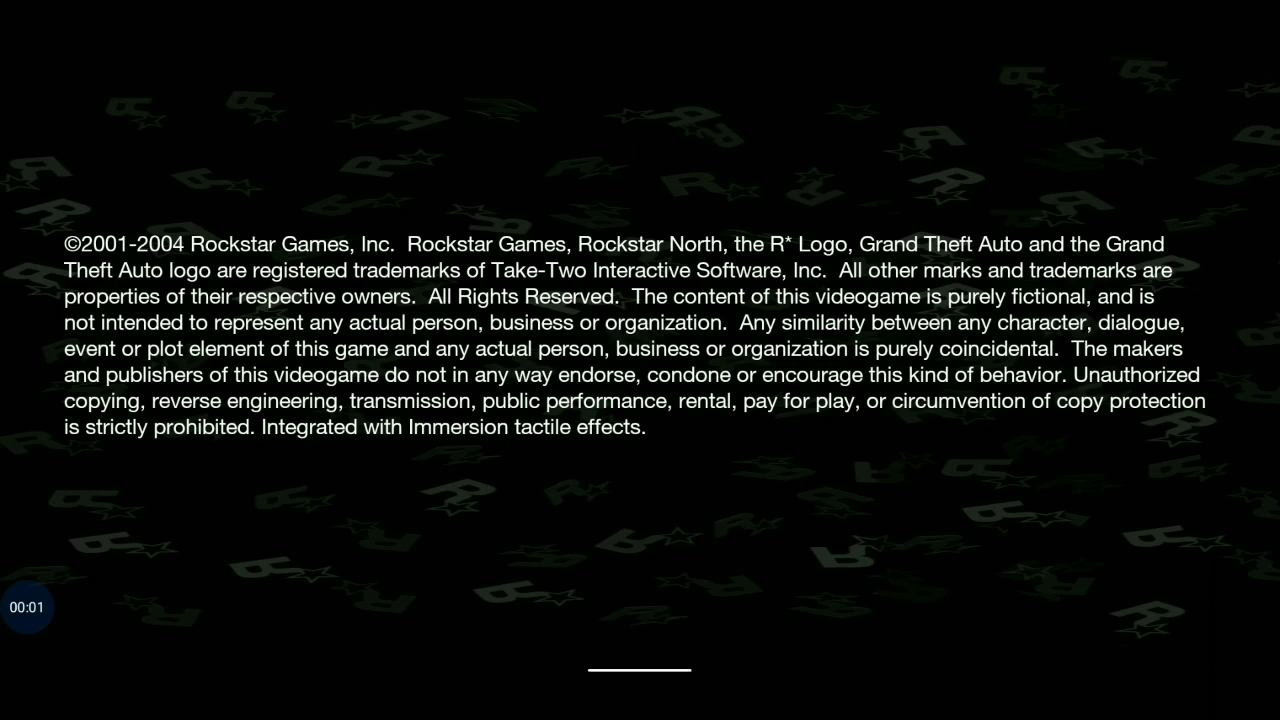 ©2001-2004 Rockstar Games, Inc.  Rockstar Games, Rockstar North, the R* Logo, Grand Theft Auto and the Grand
Theft Auto logo are registered trademarks of Take-Two Interactive Software, Inc.  All other marks and trademarks are
properties of their respective owners.  All Rights Reserved.  The content of this videogame is purely fictional, and is
not intended to represent any actual person, business or organization.  Any similarity between any character, dialogue,
event or plot element of this game and any actual person, business or organization is purely coincidental.  The makers
and publishers of this videogame do not in any way endorse, condone or encourage this kind of behavior. Unauthorized
copying, reverse engineering, transmission, public performance, rental, pay for play, or circumvention of copy protection
is strictly prohibited. Integrated with Immersion tactile effects.
00:01